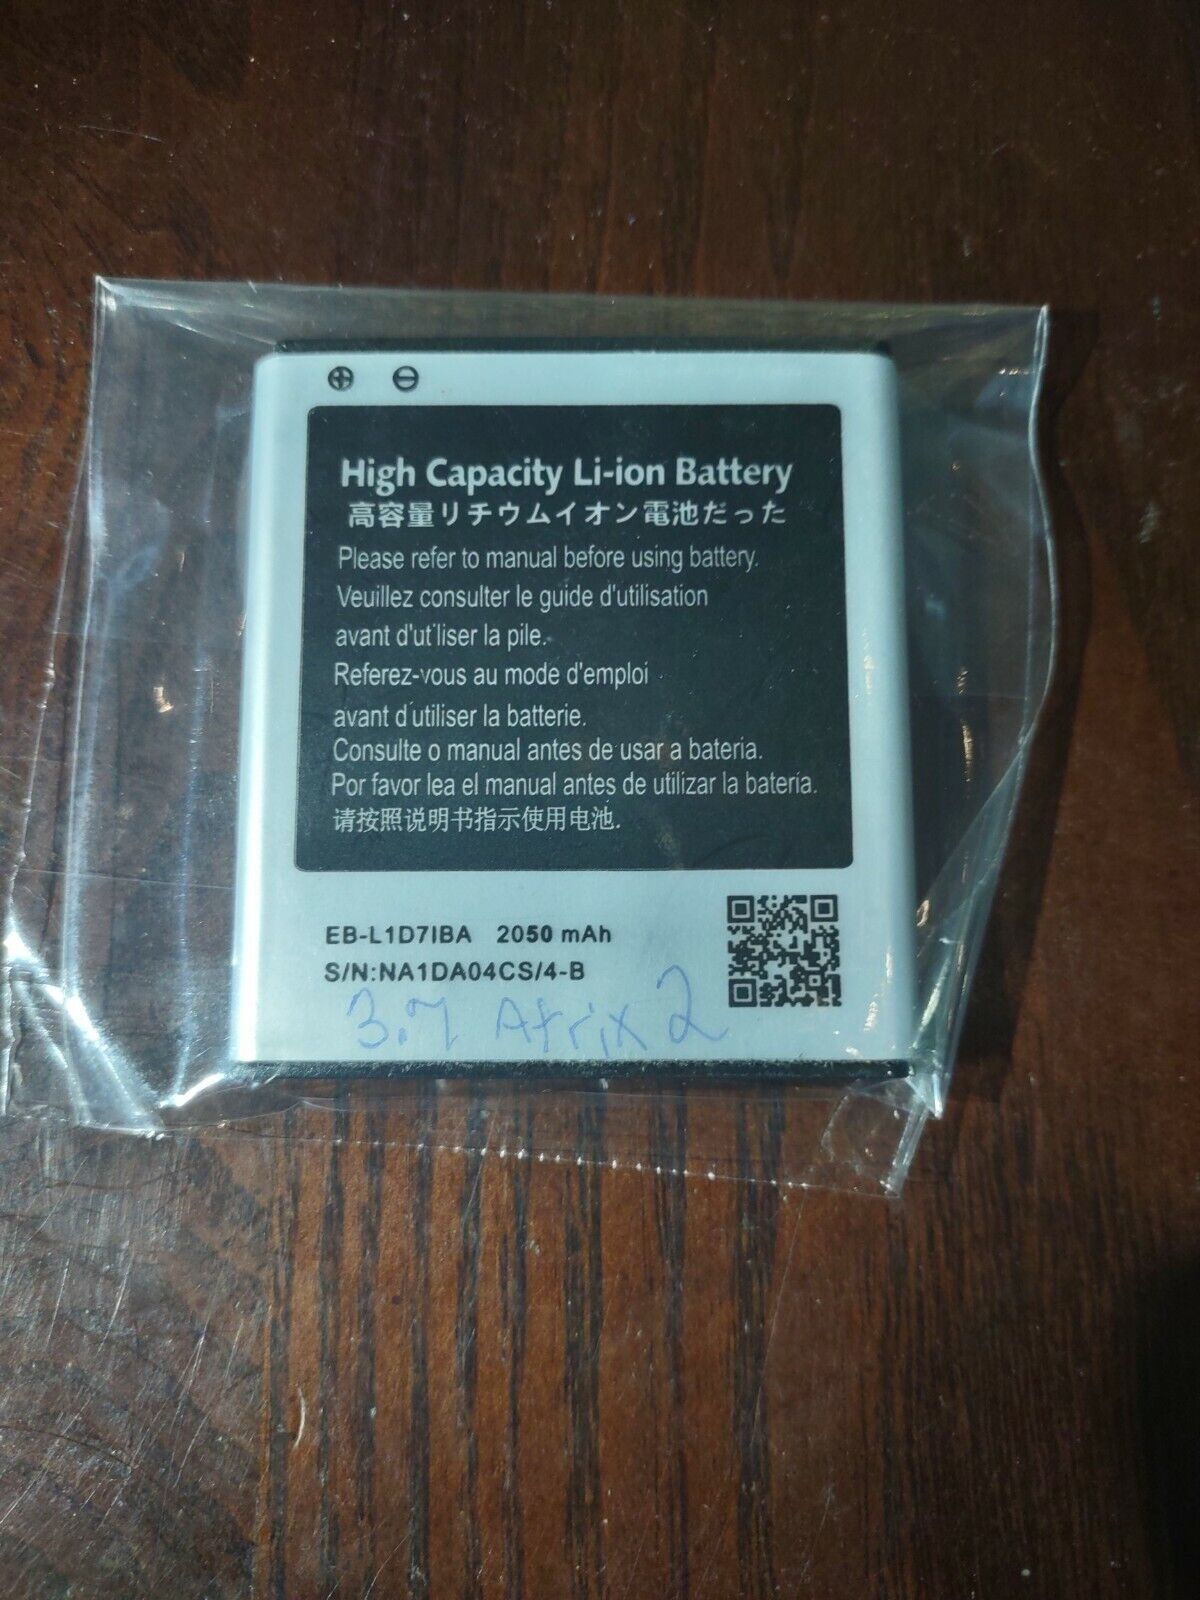 High Capacity Li-ion Battery
高容量リチウムイオン電池だった
Please refer to manual before using battery.
Veuillez consulter le guide d'utilisation
avant d'ut'liser la pile.
Referez-vous au mode d'emploi
avant d'utiliser la batterie.
Consulte o manual antes de usar a bateria.
Por favor lea el manual antes de utilizar la batería.
请按照说明书指示使用电池.
EB-L1D7IBA 2050 mAh
S/N:NA1DA04CS/4-B
3.7 Atrix 2